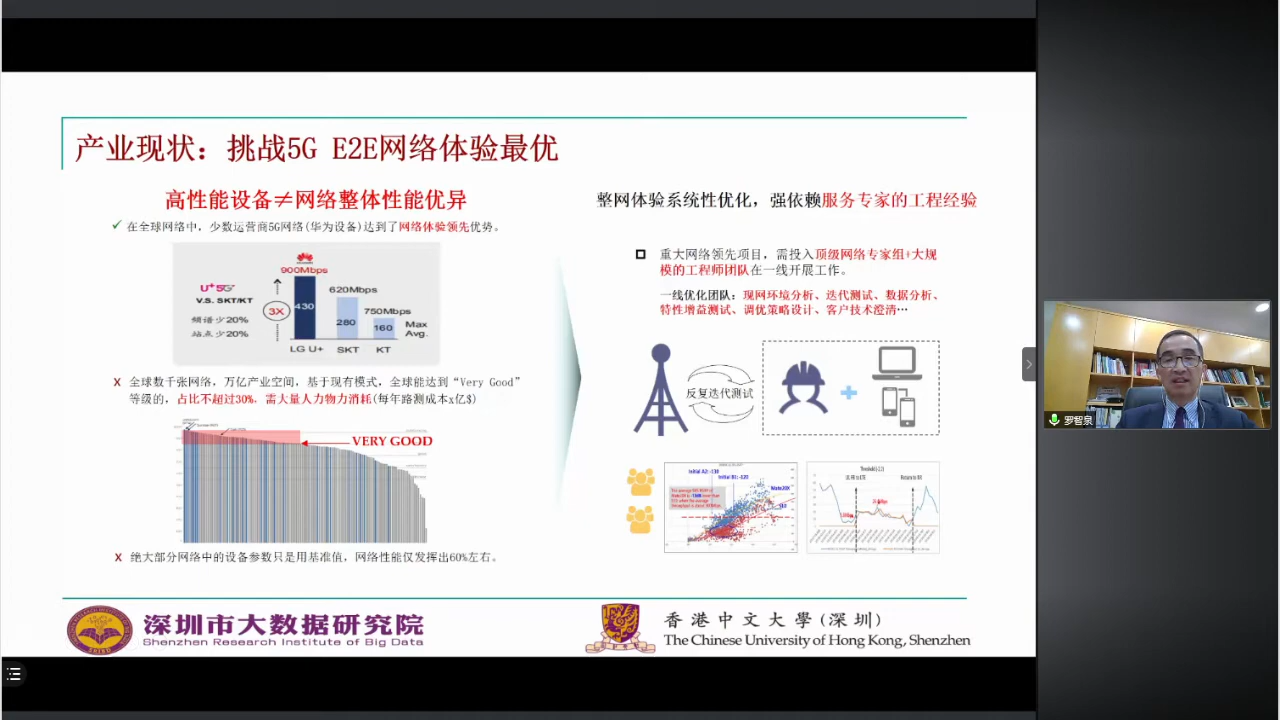 产业现状：挑战5G E2E网络体验最优
高性能设备≠网络整体性能优异
✓ 在全球网络中，少数运营商5G网络(华为设备)达到了网络体验领先优势。
900Mbps
U+5G
V.S. SKT/KT
频谱少20%
站点少20%
3X
430
620Mbps
280
750Mbps
160
Max
Avg.
LG U+
SKT
KT
x 全球数千张网络，万亿产业空间，基于现有模式，全球能达到“Very Good”
等级的，占比不超过30%，需大量人力物力消耗(每年路测成本x亿$)
VERY GOOD
x 绝大部分网络中的设备参数只是用基准值，网络性能仅发挥出60%左右。
整网体验系统性优化，强依赖服务专家的工程经验
重大网络领先项目，需投入顶级网络专家组+大规
模的工程师团队在一线开展工作。
一线优化团队：现网环境分析、迭代测试、数据分析、
特性增益测试、调优策略设计、客户技术澄清…
反复迭代测试
Initial A2: -110
Initial B1: -120
Mate20X
深圳市大数据研究院
Shenzhen Research Institute of Big Data
香港中文大學(深圳)
The Chinese University of Hong Kong, Shenzhen
罗智泉